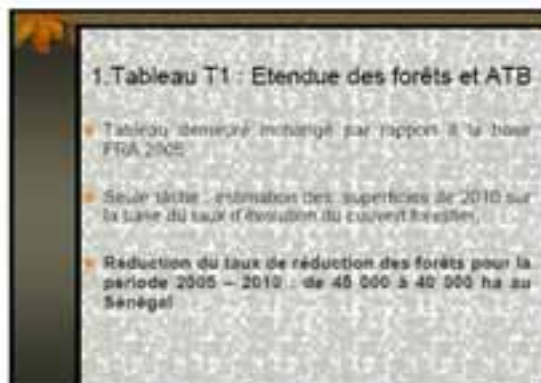 1.Tableau T1 : Etendue des forêts et ATB
Tableau demeuré inchangé par rapport à la base
FRA 2005
Seule tâche : estimation des superficies de 2010 sur
la base du taux d'évolution du couvert forestier.
Réduction du taux de réduction des forêts pour la
période 2005 – 2010 : de 45 000 à 40 000 ha au
Sénégal